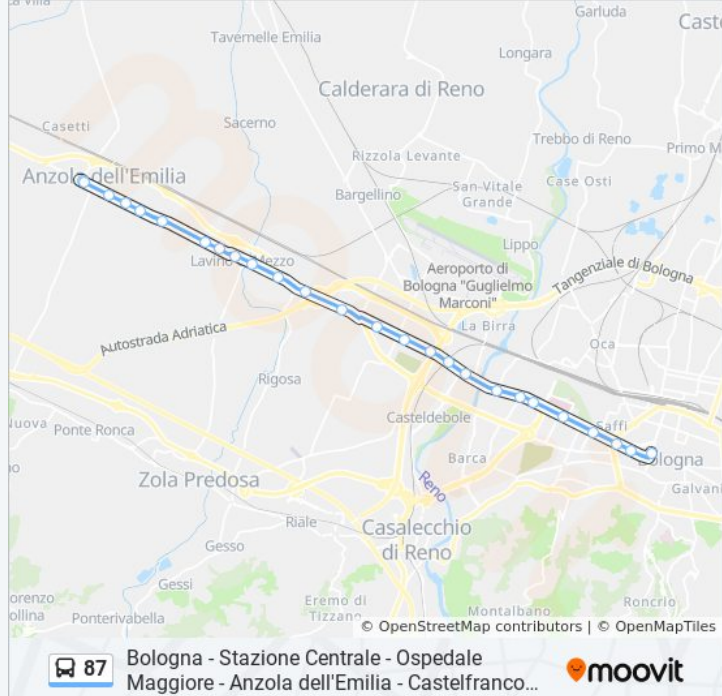 Garluda
Tavernelle Emilia
Longara
Calderara di Reno
Sacerno
Casetti
Trebbo di Reno
Rizzola Levante
Primo M
Anzola dell'Emilia
San Vitale
Grande
Case Osti
Bargellino
Lippo
Lavino di Mezzo
Aeroporto di
Bologna "Guglielmo
Marconi"
Tangenziale di Bologna
La Birra
Autostrada Adriatica
Oca
Rigosa
Casteldebole
Saffi
Ponte Ronca
Barca
Bologna
Zola Predosa
Reno
Galvani
Riale
Casalecchio
di Reno
Gesso
Gessi
Eremo di
Tizzano
Montalbano
Roncrio
Ponterivabella
© OpenStreetMap contributors | © OpenMapTiles
87
Bologna - Stazione Centrale - Ospedale
Maggiore - Anzola dell'Emilia - Castelfranco...
moovit